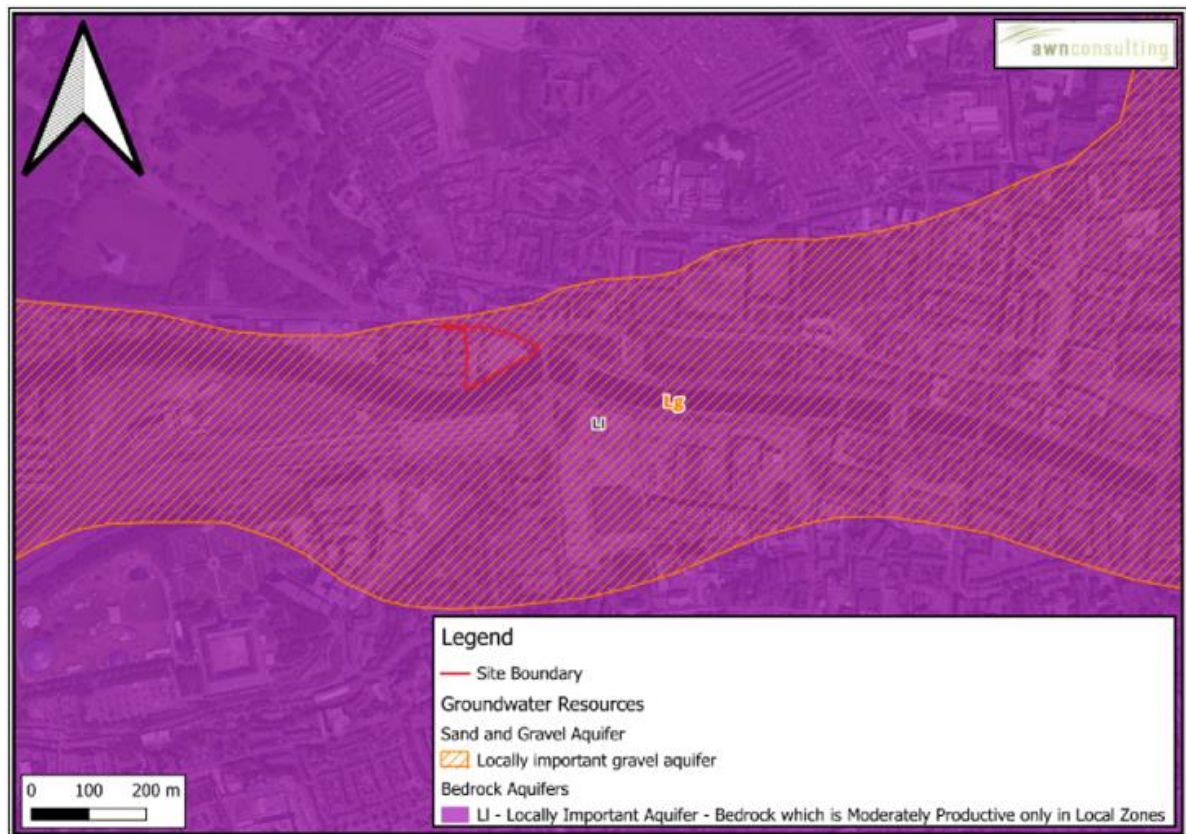 awnconsulting
Lg
LI
Legend
Site Boundary
Groundwater Resources
Sand and Gravel Aquifer
Locally important gravel aquifer
Bedrock Aquifers
LI - Locally Important Aquifer - Bedrock which is Moderately Productive only in Local Zones
0 100 200 m